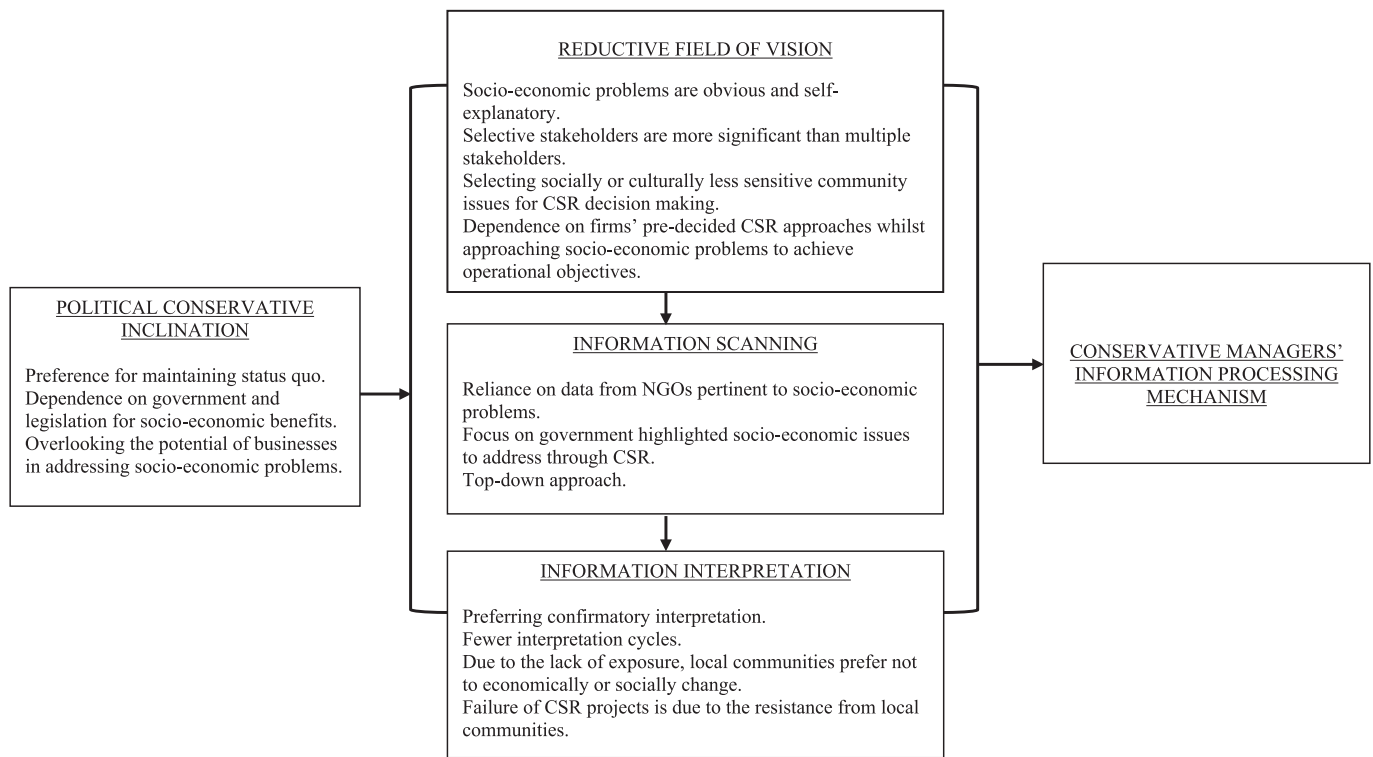 POLITICAL CONSERVATIVE
INCLINATION
Preference for maintaining status quo.
Dependence on government and
legislation for socio-economic benefits.
Overlooking the potential of businesses
in addressing socio-economic problems.
REDUCTIVE FIELD OF VISION
Socio-economic problems are obvious and self-
explanatory.
Selective stakeholders are more significant than multiple
stakeholders.
Selecting socially or culturally less sensitive community
issues for CSR decision making.
Dependence on firms’ pre-decided CSR approaches whilst
approaching socio-economic problems to achieve
operational objectives.
INFORMATION SCANNING
Reliance on data from NGOs pertinent to socio-economic
problems.
Focus on government highlighted socio-economic issues
to address through CSR.
Top-down approach.
INFORMATION INTERPRETATION
Preferring confirmatory interpretation.
Fewer interpretation cycles.
Due to the lack of exposure, local communities prefer not
to economically or socially change.
Failure of CSR projects is due to the resistance from local
communities.
CONSERVATIVE MANAGERS’
INFORMATION PROCESSING
MECHANISM